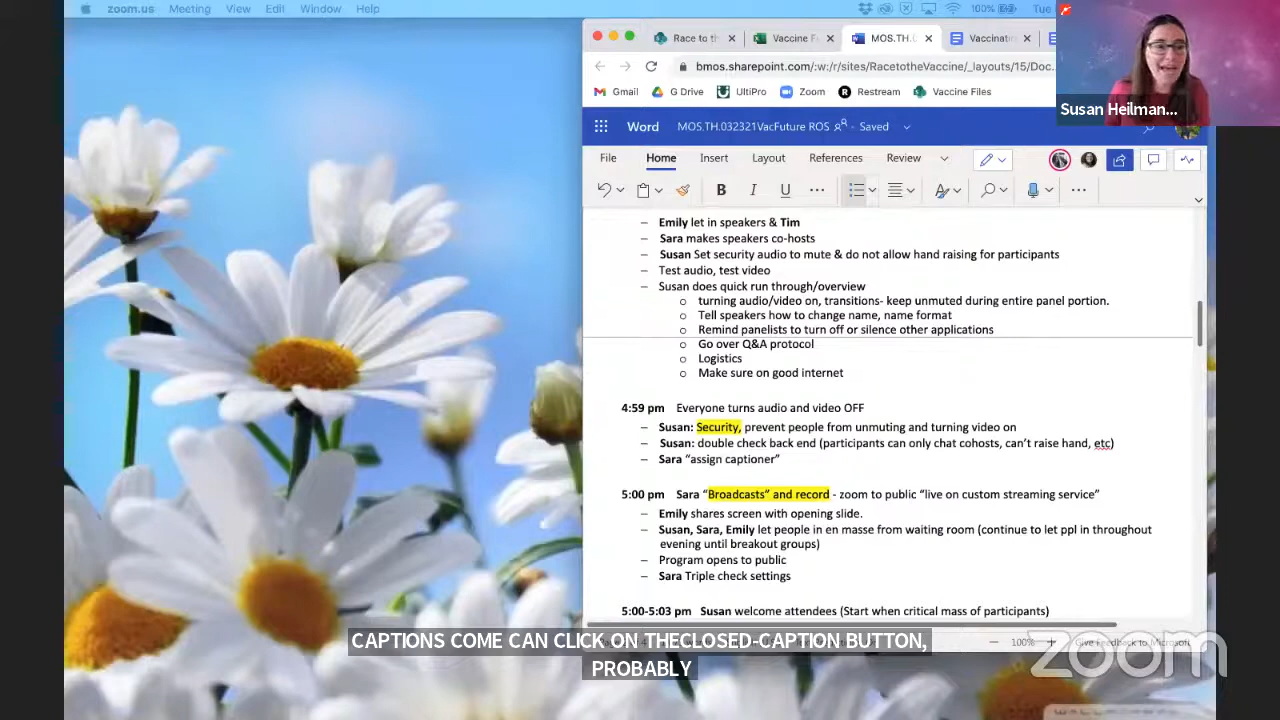 zoom.us Meeting View Edit Window Help 100% Tue
Race to th Vaccine F MOS.TH.0 Vaccinati
bmos.sharepoint.com/:w:/r/sites/RacetotheVaccine/_layouts/15/Doc...
Gmail G Drive UltiPro Zoom Restream Vaccine Files
Susan Heilman...
Word MOS.TH.032321VacFuture ROS - Saved
File Home Insert Layout References Review
B I U
– Emily let in speakers & Tim
– Sara makes speakers co-hosts
– Susan Set security audio to mute & do not allow hand raising for participants
– Test audio, test video
– Susan does quick run through/overview
o turning audio/video on, transitions- keep unmuted during entire panel portion.
o Tell speakers how to change name, name format
o Remind panelists to turn off or silence other applications
o Go over Q&A protocol
o Logistics
o Make sure on good internet
4:59 pm Everyone turns audio and video OFF
– Susan: Security, prevent people from unmuting and turning video on
– Susan: double check back end (participants can only chat cohosts, can't raise hand, etc)
– Sara "assign captioner"
5:00 pm Sara "Broadcasts" and record - zoom to public "live on custom streaming service"
– Emily shares screen with opening slide.
– Susan, Sara, Emily let people in en masse from waiting room (continue to let ppl in throughout
evening until breakout groups)
– Program opens to public
– Sara Triple check settings
5:00-5:03 pm Susan welcome attendees (Start when critical mass of participants)
100% Give Feedback to Microsoft
CAPTIONS COME CAN CLICK ON THECLOSED-CAPTION BUTTON,
PROBABLY
zoom